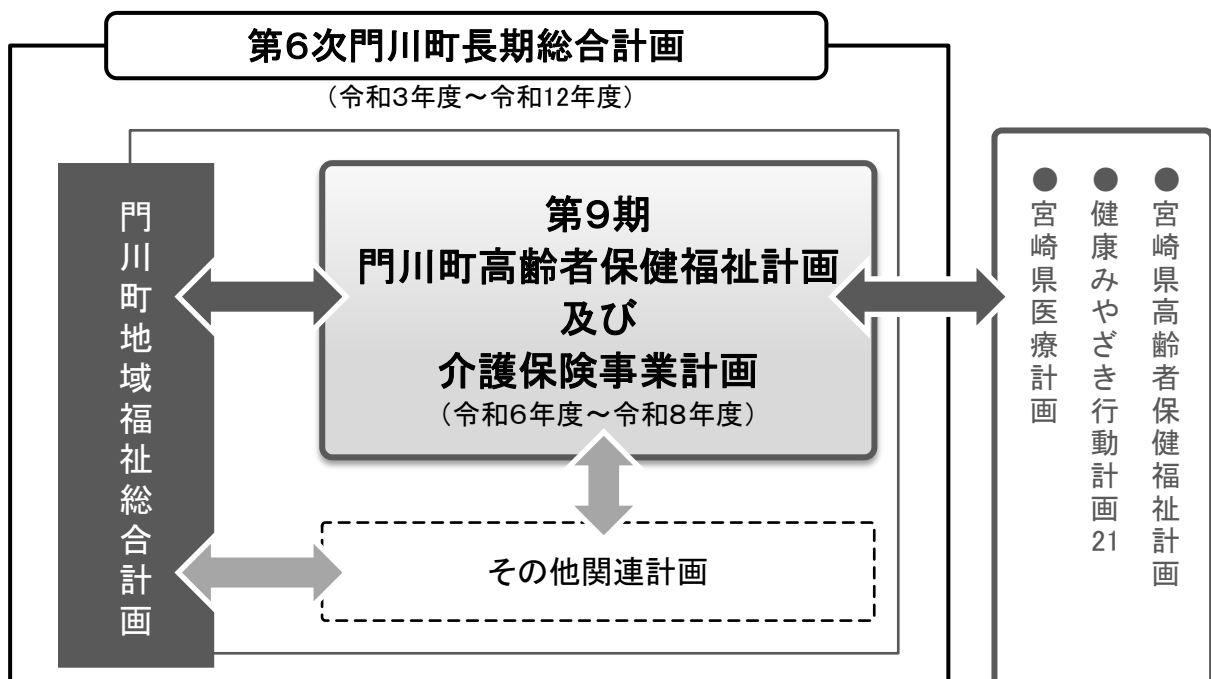 第6次門川町長期総合計画
（令和3年度～令和12年度）
門川町地域福祉総合計画
第9期
門川町高齢者保健福祉計画
及び
介護保険事業計画
（令和6年度～令和8年度）
その他関連計画
●宮崎県高齢者保健福祉計画
●健康みやざき行動計画21
●宮崎県医療計画